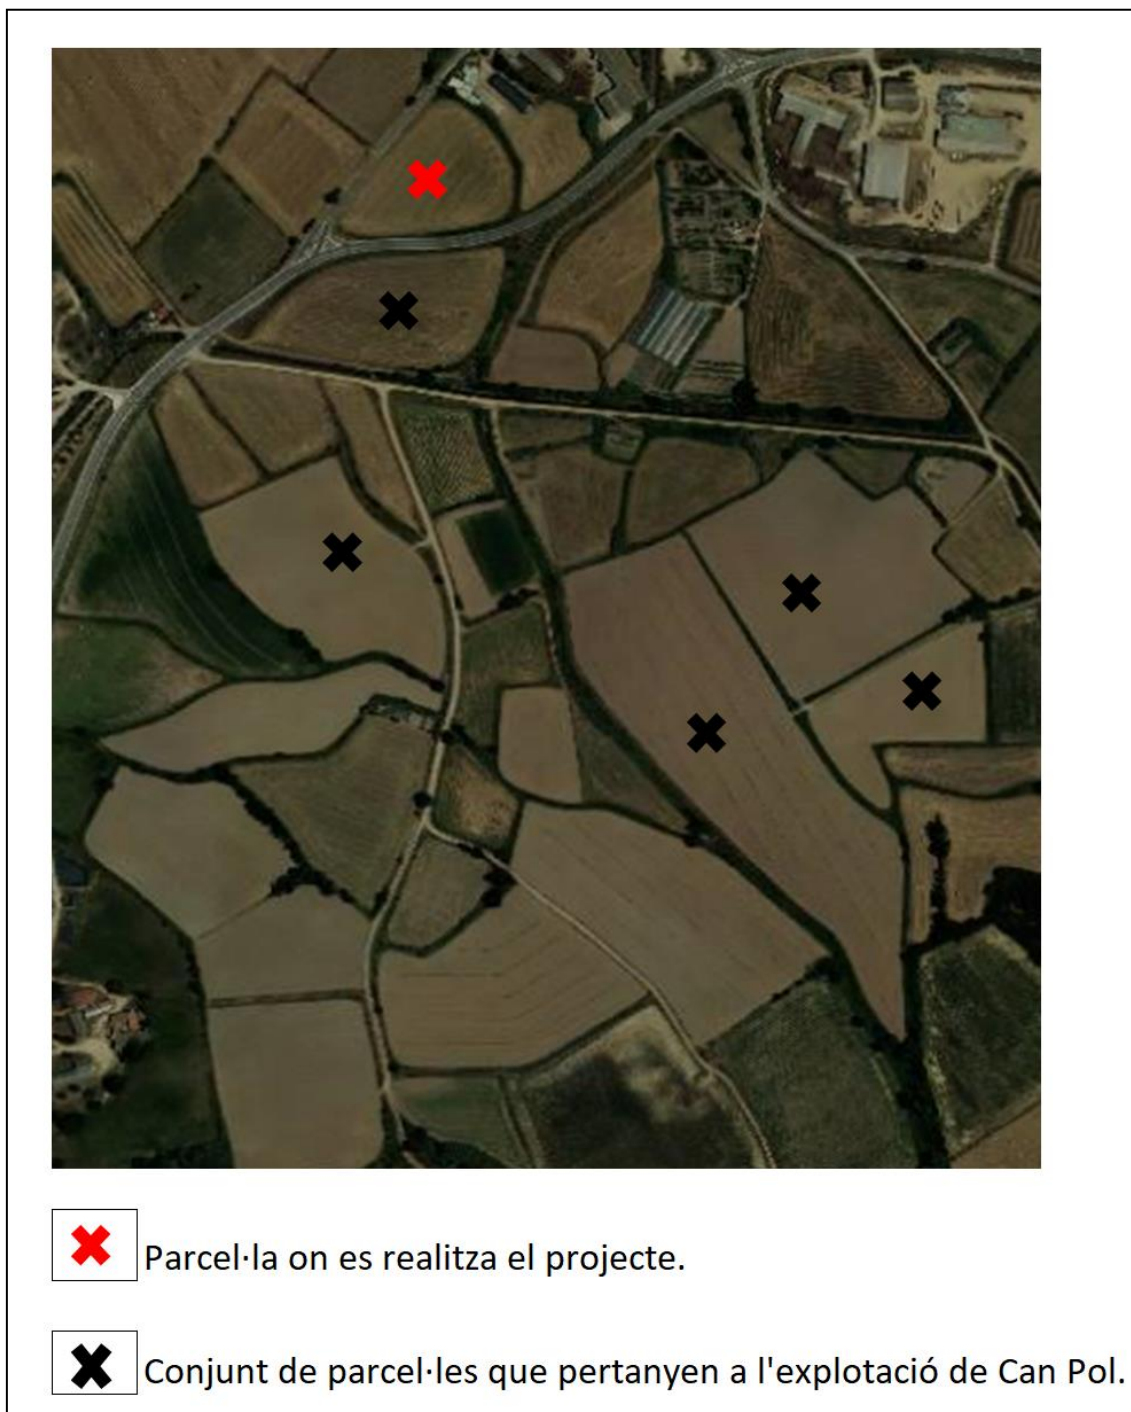 Parcel·la on es realitza el projecte.
Conjunt de parcel·les que pertanyen a l'explotació de Can Pol.